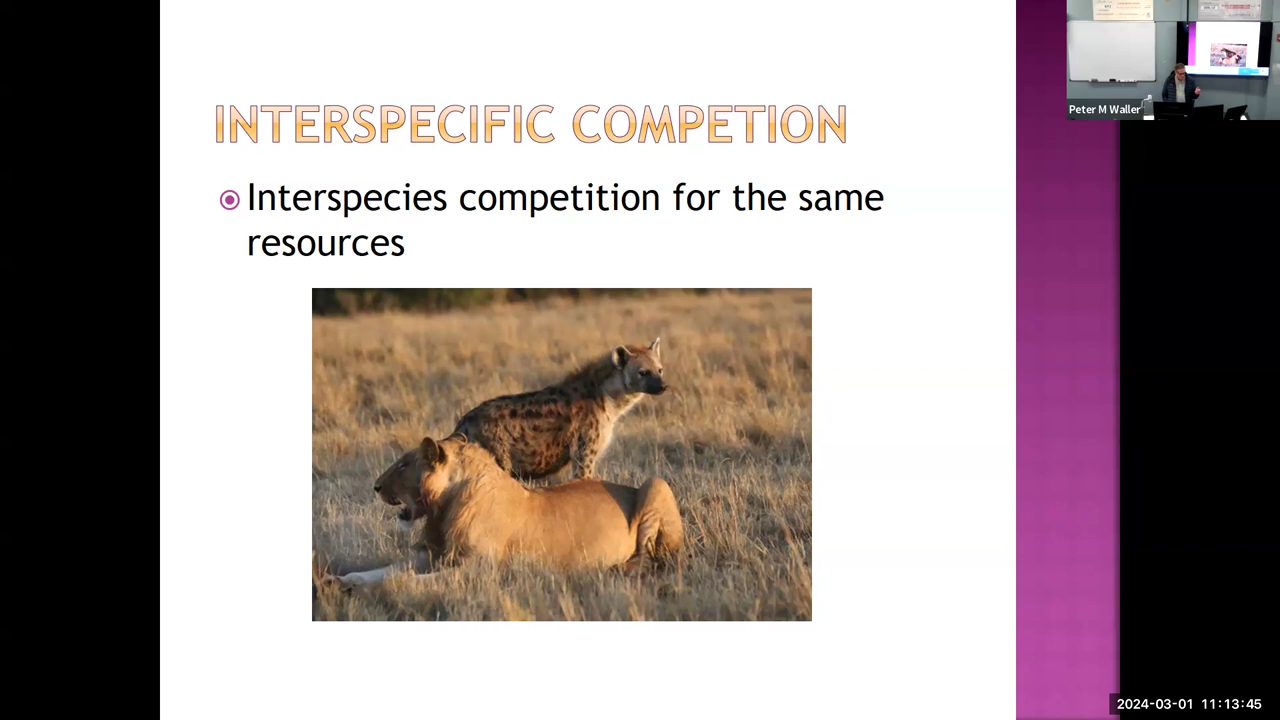 INTERSPECIFIC COMPETION
Interspecies competition for the same
resources
Peter M Waller
2024-03-01 11:13:45